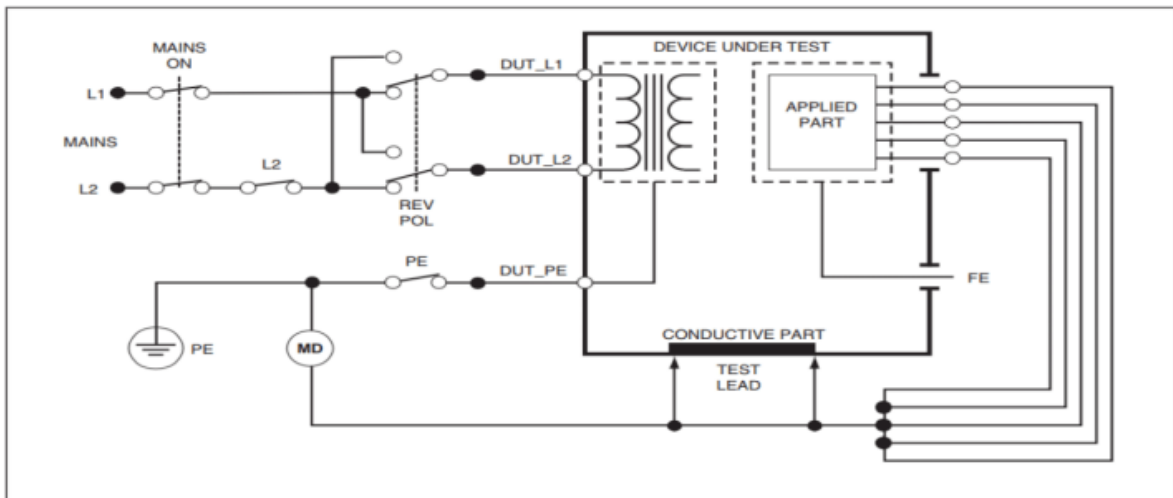 MAINS
ON
L1
MAINS
L2
L2
REV
POL
DUT_L1
DUT_L2
DEVICE UNDER TEST
APPLIED
PART
PE
DUT_PE
FE
PE
MD
CONDUCTIVE PART
TEST
LEAD